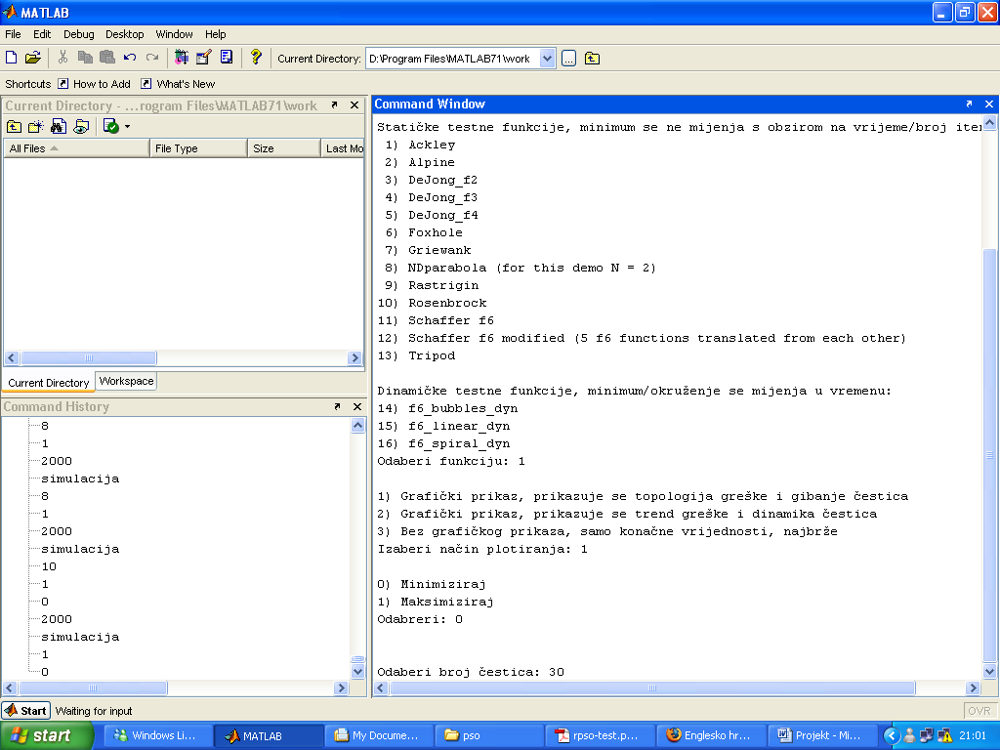 MATLAB
File Edit Debug Desktop Window Help
Current Directory: D:\Program Files\MATLAB71\work ...
Shortcuts How to Add What's New
Current Directory - ...rogram Files\MATLAB71\work
All Files File Type Size Last Mo
Current Directory Workspace
Command History
8
1
2000
simulacija
8
1
2000
simulacija
10
1
0
2000
simulacija
1
0
Command Window
Statičke testne funkcije, minimum se ne mijenja s obzirom na vrijeme/broj iter
1) Ackley
2) Alpine
3) DeJong_f2
4) DeJong_f3
5) DeJong_f4
6) Foxhole
7) Griewank
8) NDparabola (for this demo N = 2)
9) Rastrigin
10) Rosenbrock
11) Schaffer f6
12) Schaffer f6 modified (5 f6 functions translated from each other)
13) Tripod
Dinamičke testne funkcije, minimum/okruženje se mijenja u vremenu:
14) f6_bubbles_dyn
15) f6_linear_dyn
16) f6_spiral_dyn
Odaberi funkciju: 1
1) Grafički prikaz, prikazuje se topologija greške i gibanje čestica
2) Grafički prikaz, prikazuje se trend greške i dinamika čestica
3) Bez grafičkog prikaza, samo konačne vrijednosti, najbrže
Izaberi način plotiranja: 1
0) Minimiziraj
1) Maksimiziraj
Odabreri: 0
Odaberi broj čestica: 30
Start Waiting for input OVR
start Windows Li... MATLAB My Docume... pso rpso-test.p... Englesko hr... Projekt - Mi... 21:01